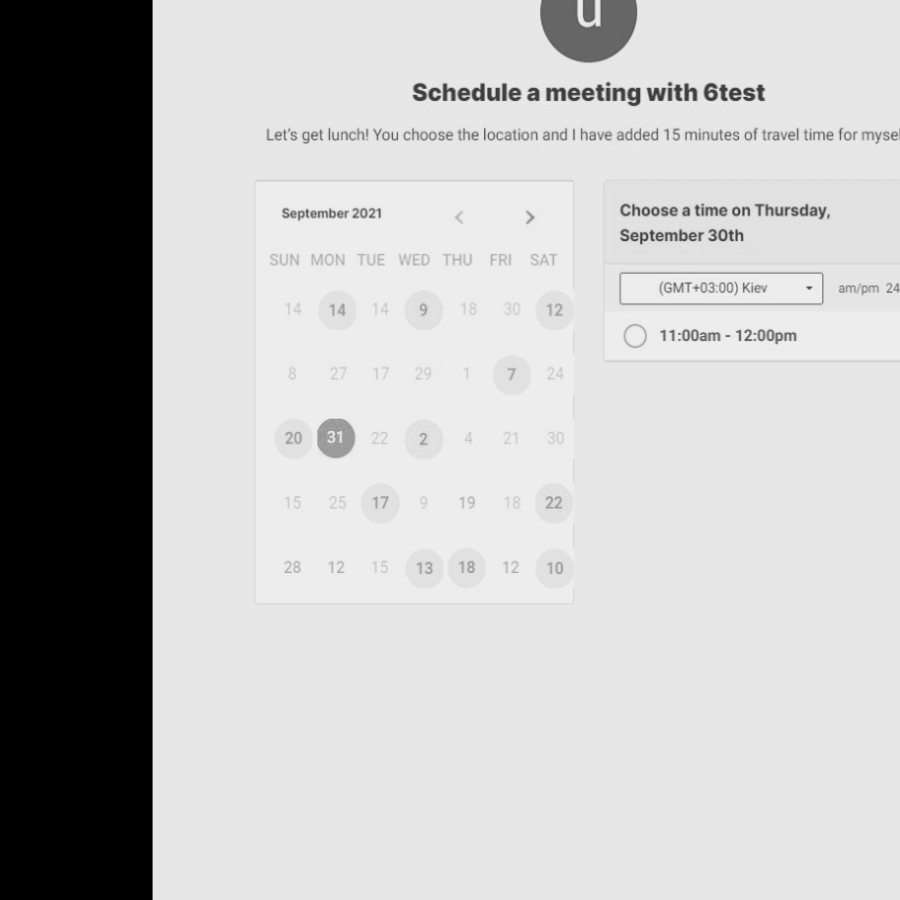 u
Schedule a meeting with 6test
Let's get lunch! You choose the location and I have added 15 minutes of travel time for
September 2021
SUN MON TUE WED THU FRI SAT
14 14 14 9 18 30 12
8 27 17 29 1 7 24
20 31 22 2 4 21 30
15 25 17 9 19 18 22
28 12 15 13 18 12 10
Choose a time on Thursday,
September 30th
(GMT+03:00) Kiev am/pm
11:00am - 12:00pm